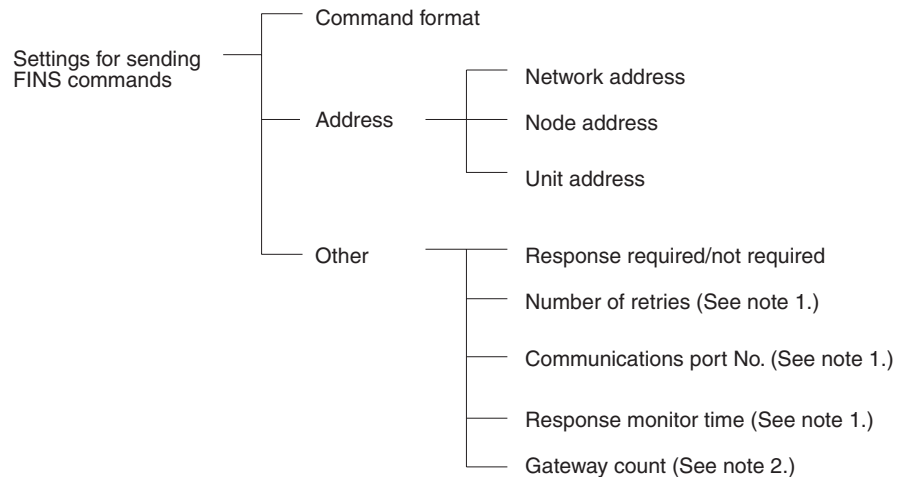 Command format
Settings for sending
FINS commands
Network address
Address
Node address
Unit address
Other
Response required/not required
Number of retries (See note 1.)
Communications port No. (See note 1.)
Response monitor time (See note 1.)
Gateway count (See note 2.)